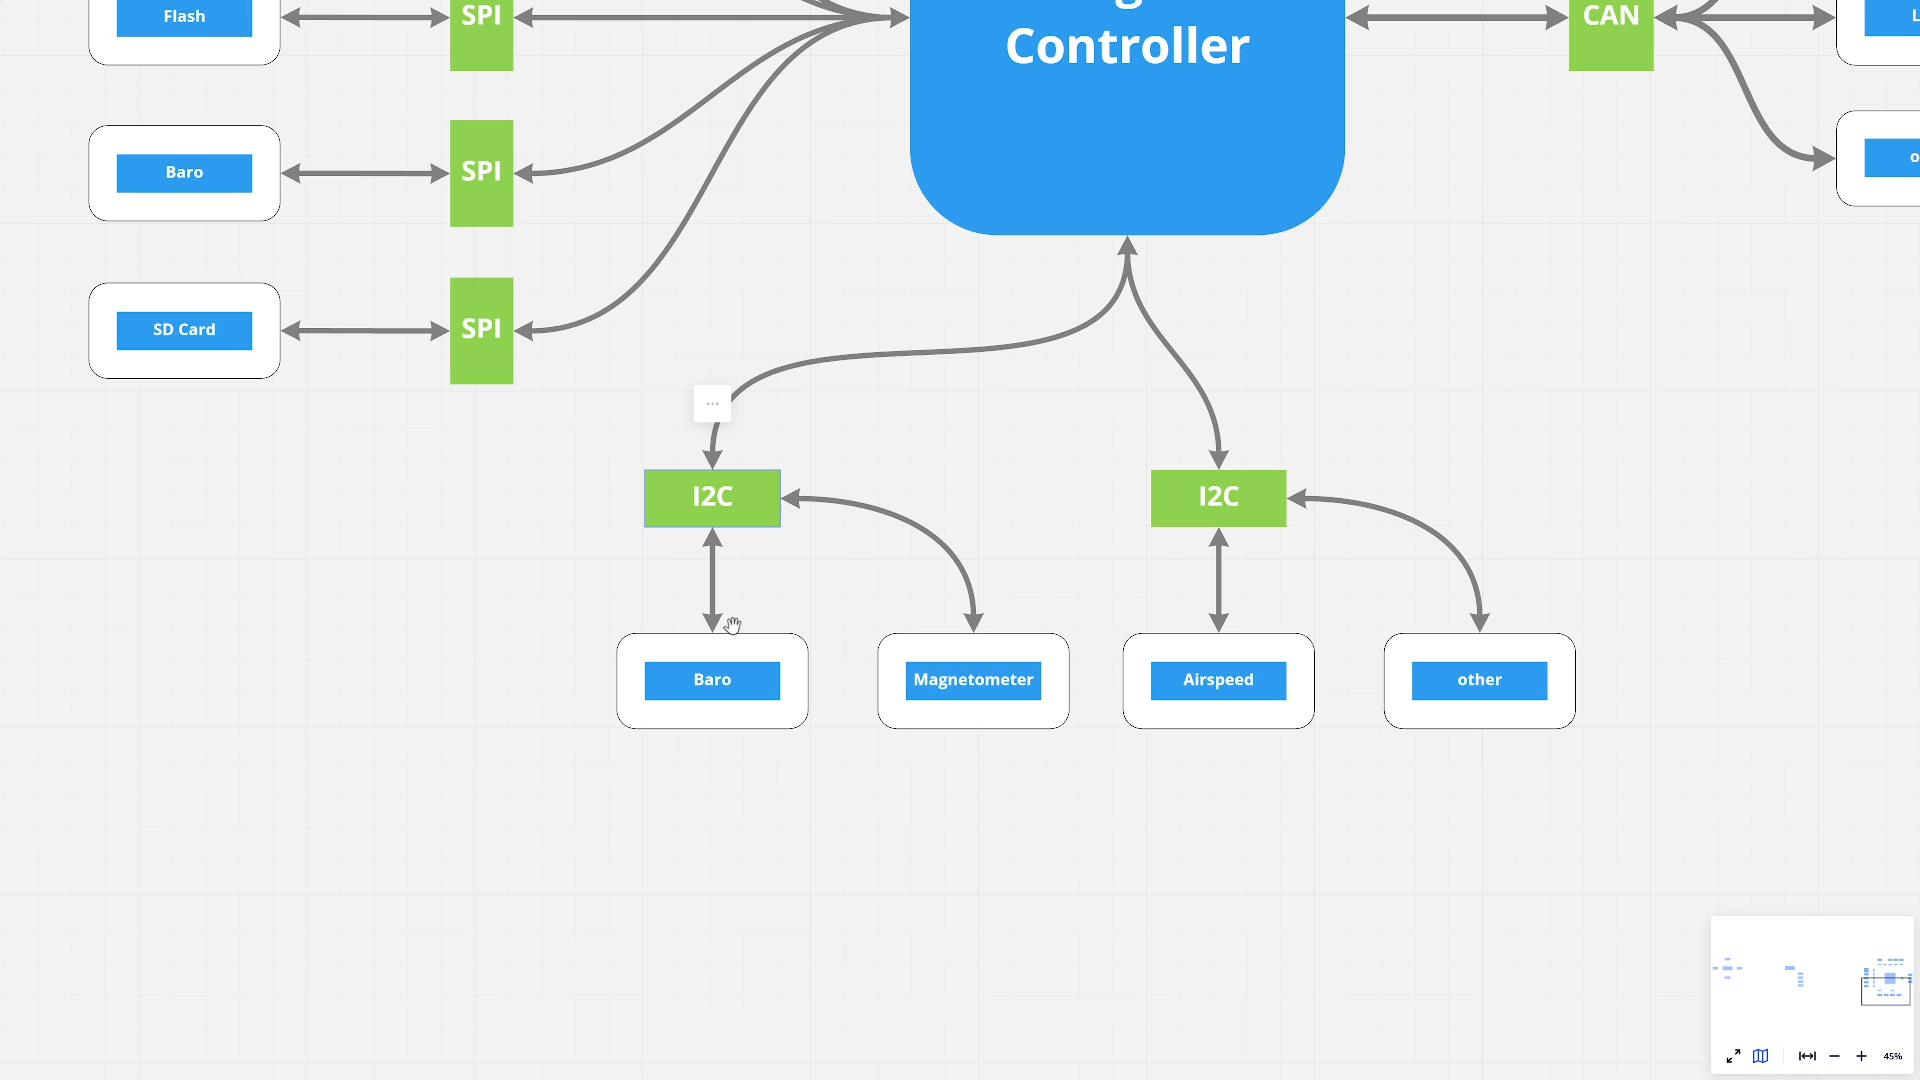 Flash
SPI
Controller
CAN
Baro
SPI
SD Card
SPI
I2C
I2C
Baro
Magnetometer
Airspeed
other
45%